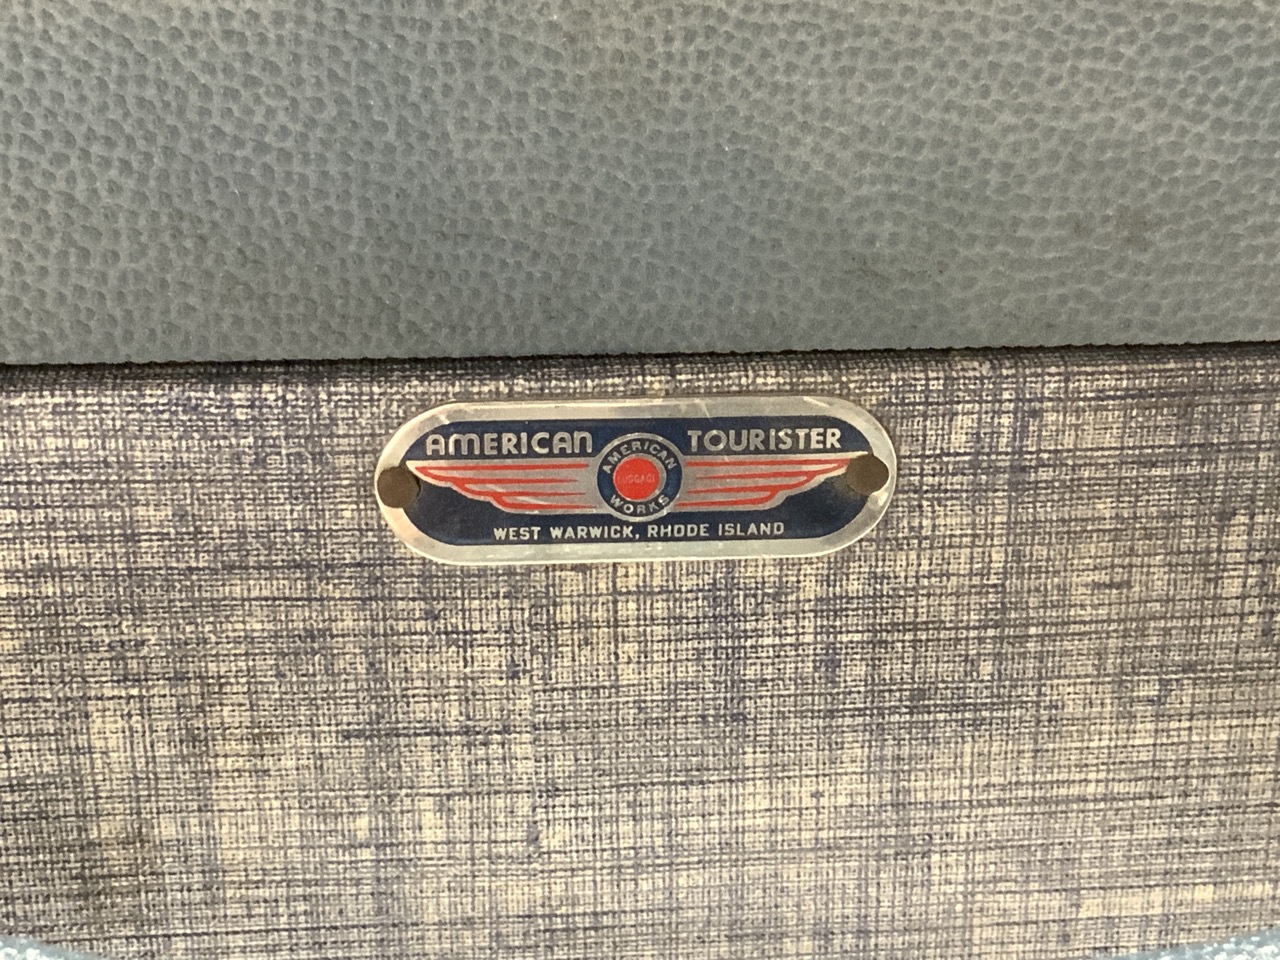 AMERICAN TOURiSTER
AMERICAN
LUGGAGE
WORKS
WEST WARWICK, RHODE ISLAND